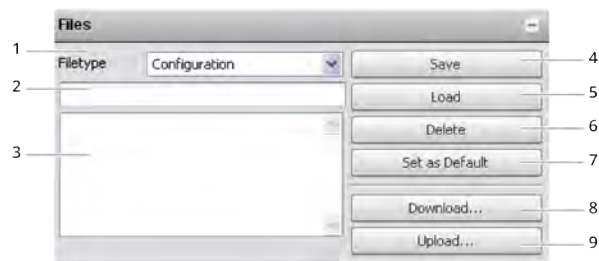 Files
1
Filetype Configuration Save 4
2
Load 5
3
Delete 6
Set as Default 7
Download... 8
Upload... 9